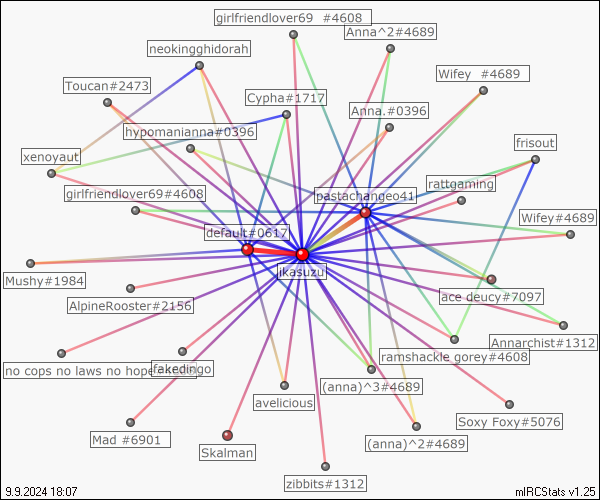 girlfriendlover69 #4608
Anna^2#4689
neokingghidorah
Wifey #4689
Toucan#2473
Cypha#1717
Anna.#0396
hypomanianna#0396
frisout
xenoyaut
rattgaming
girlfriendlover69#4608
pastachangeo41
Wifey#4689
default#0617
jkasuzu
Mushy#1984
ace deucy#7097
AlpineRooster#2156
Annarchist#1312
ramshackle gorey#4608
no cops no laws no hope
fakedingo
(anna)^3#4689
avelicious
Soxy Foxy#5076
Mad #6901
(anna)^2#4689
Skalman
zibbits#1312
9.9.2024 18:07
mIRCStats v1.25